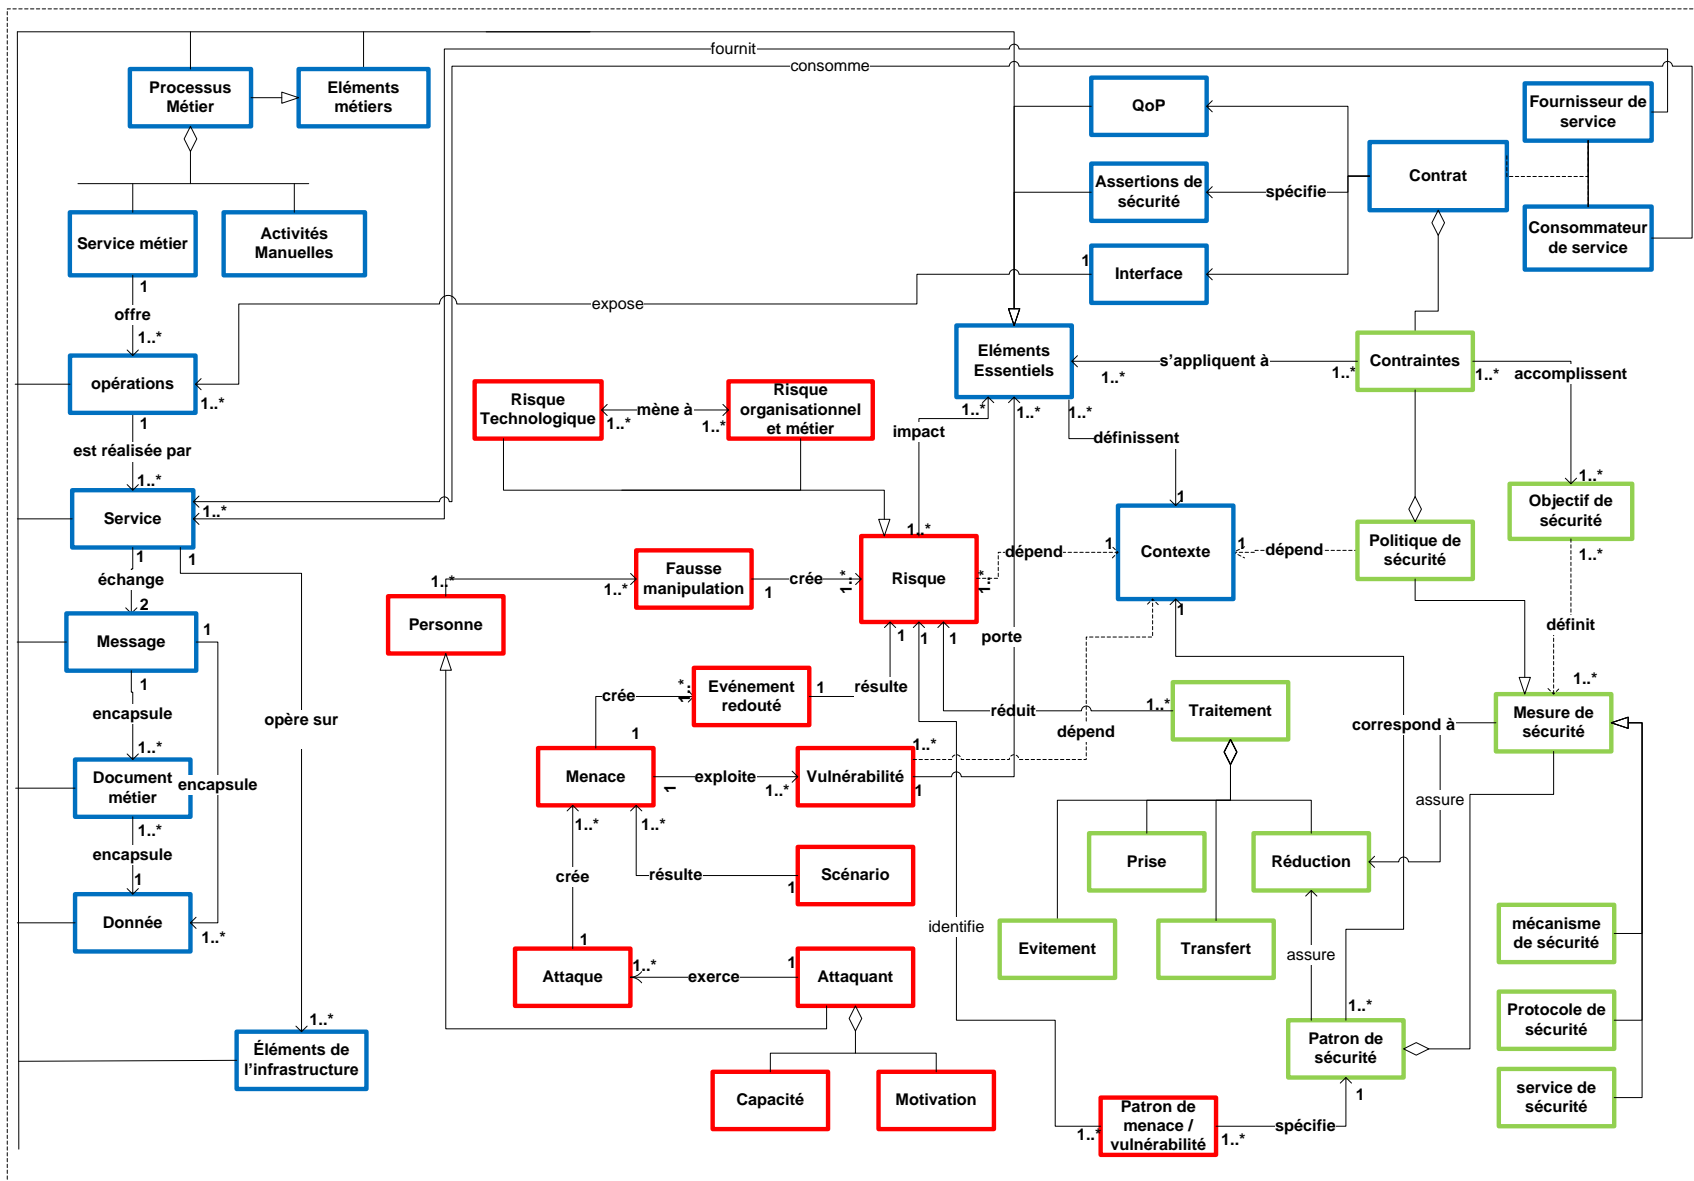 fournit
consomme
Processus
Métier
Eléments
métiers
QoP
Fournisseur de
service
Assertions de
sécurité
spécifie
Contrat
Service métier
Activités
Manuelles
Consommateur
de service
1
Interface
1
offre
expose
1..*
Eléments
Essentiels
s'appliquent à
Contraintes
1..*
1..*
1..*
accomplissent
opérations
1..*
1
Risque
Technologique
mène à
1..*
1..*
Risque
organisationnel
et métier
1..*
1..*
1..*
impact
définissent
est réalisée par
1..*
1..*
1
Service
1..*
Objectif de
sécurité
1..*
1..*
dépend
1
Contexte
1
dépend
Politique de
sécurité
1
1
échange
2
1..*
1..*
Fausse
manipulation
crée
1
1..*
Risque
1..*
Personne
1
1
1
1
porte
définit
Message
1
1
crée
1..*
Evénement
redouté
1
résulte
réduit
1..*
Traitement
1..*
Mesure de
sécurité
correspond à
encapsule
opère sur
dépend
1..*
1
1..*
Menace
exploite
1
1..*
Vulnérabilité
1
Document
métier
encapsule
assure
1..*
1..*
1..*
encapsule
Prise
Réduction
1
crée
résulte
1
Scénario
Donnée
1..*
identifie
mécanisme
de sécurité
Evitement
Transfert
assure
1
Attaque
1..*
exerce
1
Attaquant
1..*
1..*
Protocole de
sécurité
Éléments de
l'infrastructure
Patron de
sécurité
1
Capacité
Motivation
service de
sécurité
1..*
Patron de
menace /
vulnérabilité
1..*
spécifie